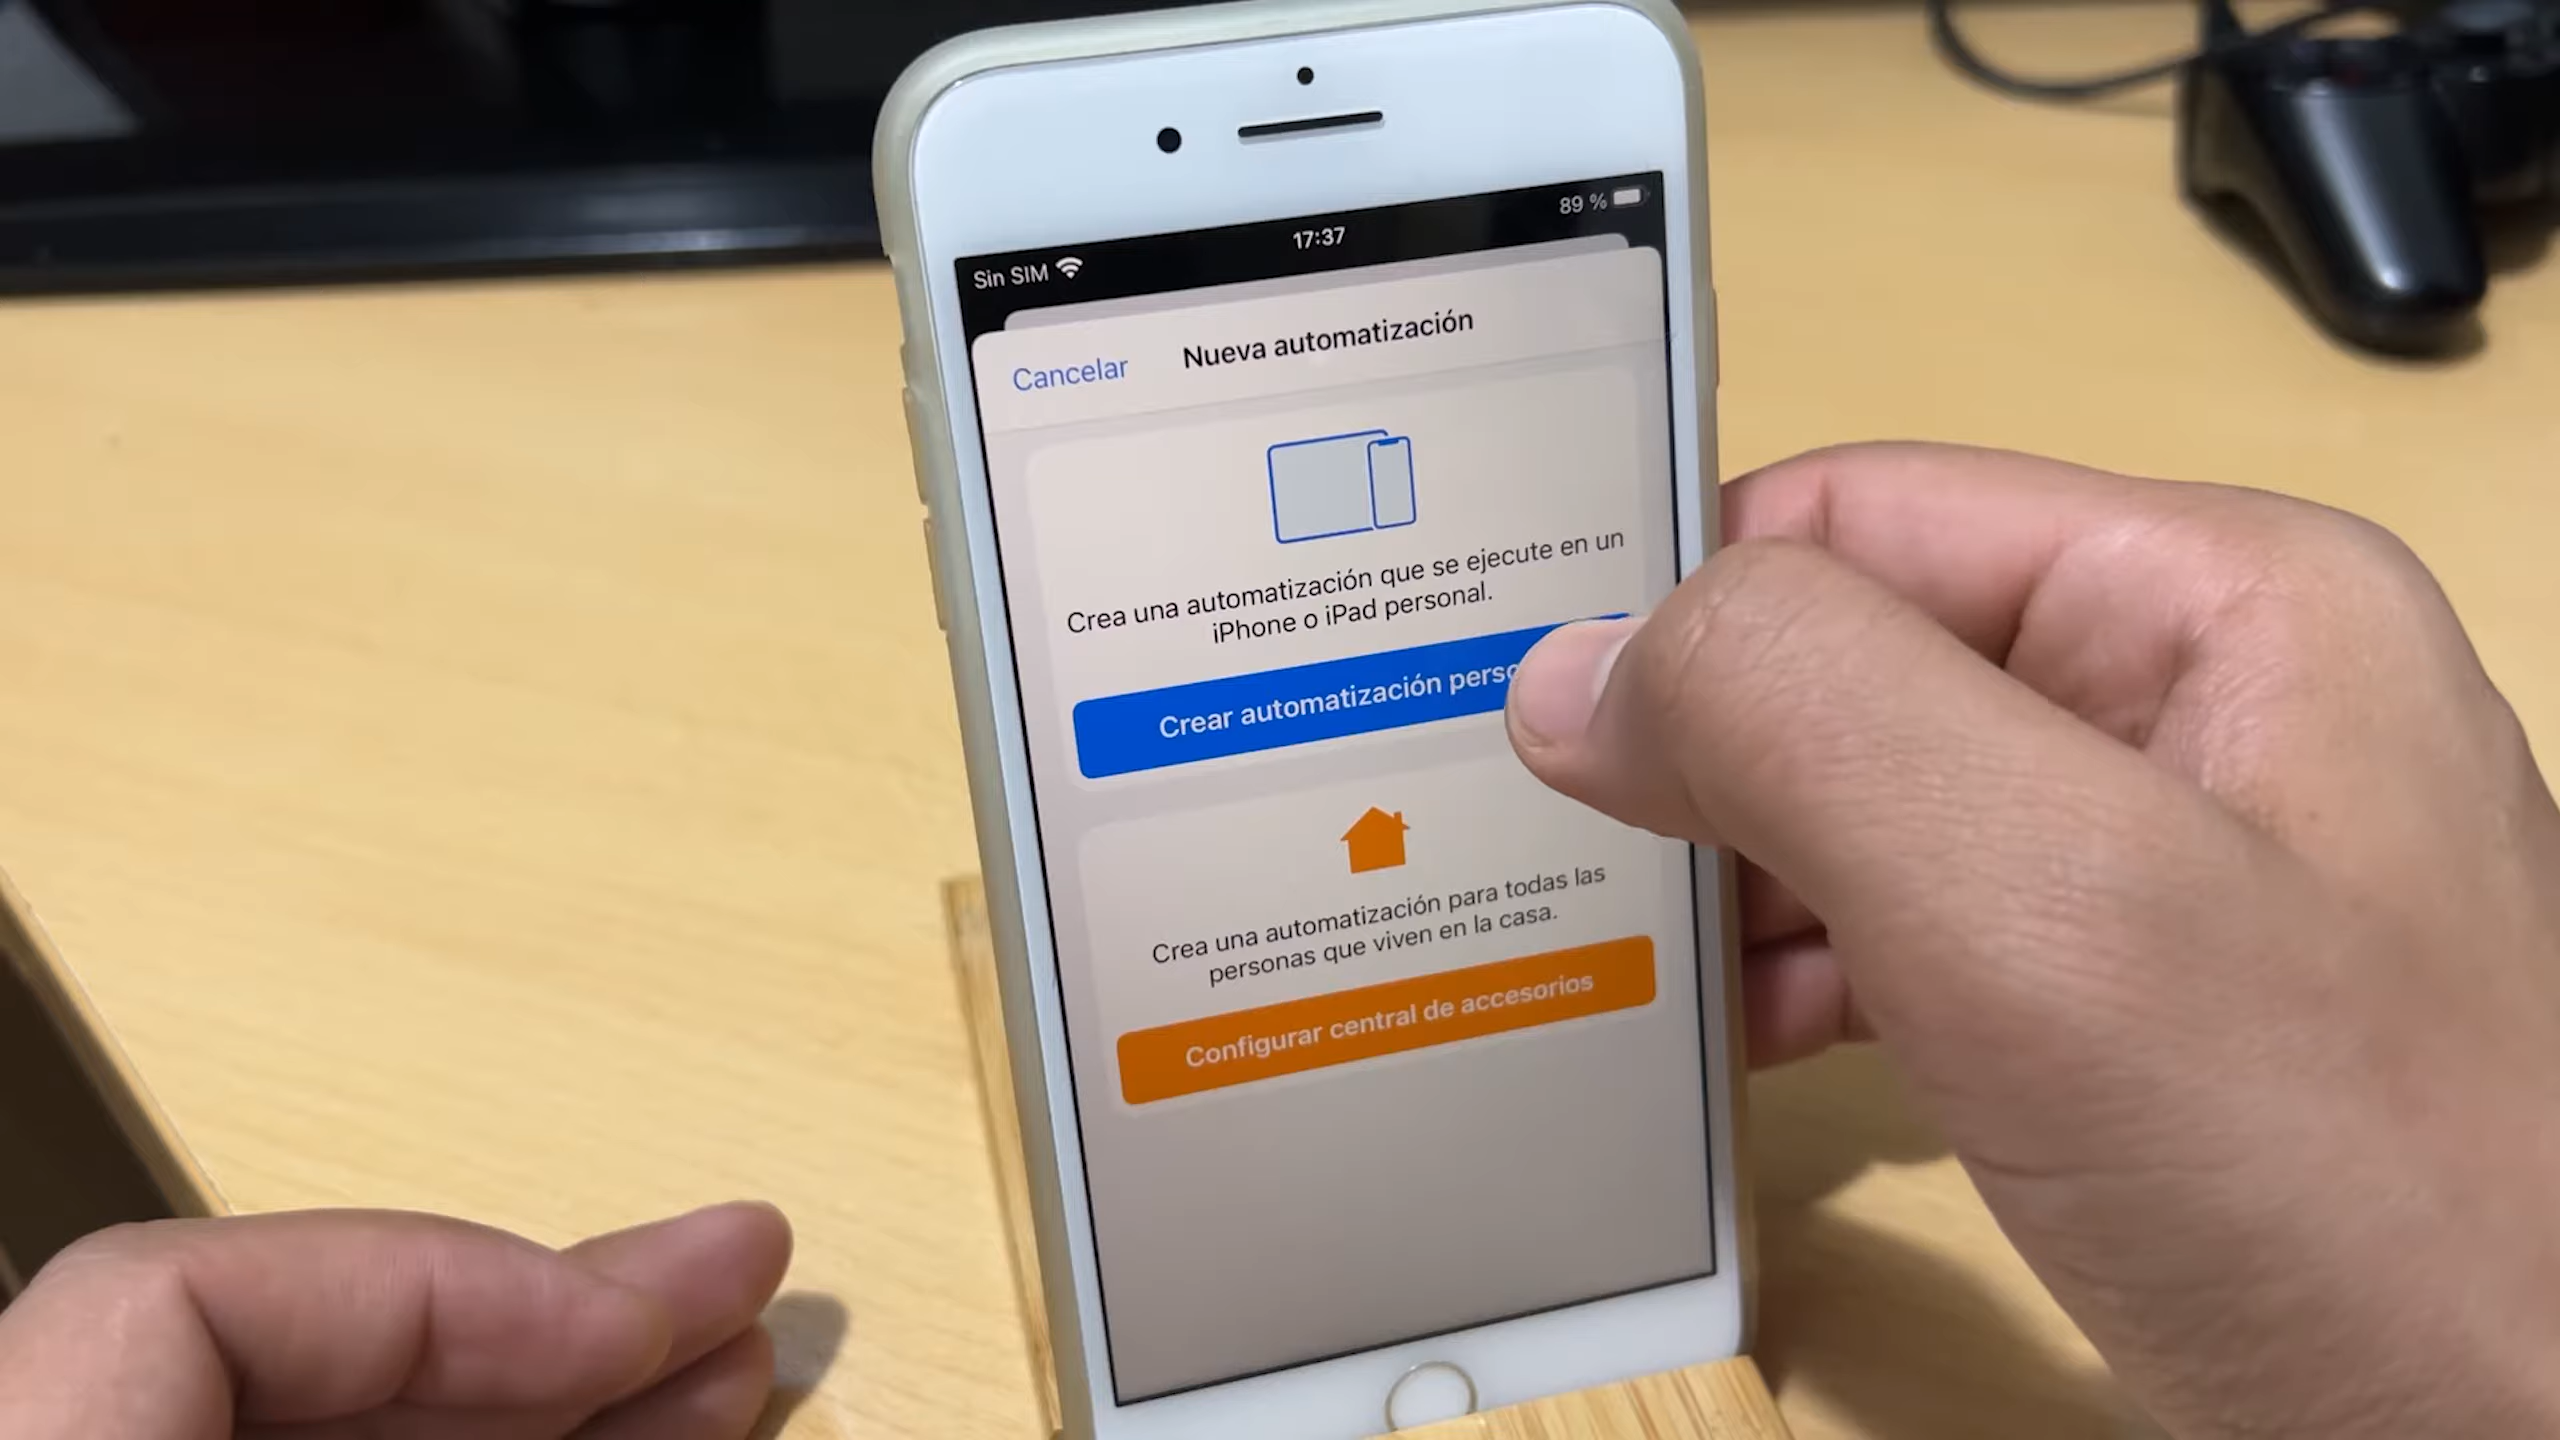 Sin SIM
17:37
89 %
Cancelar
Nueva automatización
Crea una automatización que se ejecute en un
iPhone o iPad personal.
Crear automatización
Crea una automatización para todas las
personas que viven en la casa.
Configurar central de accesorios